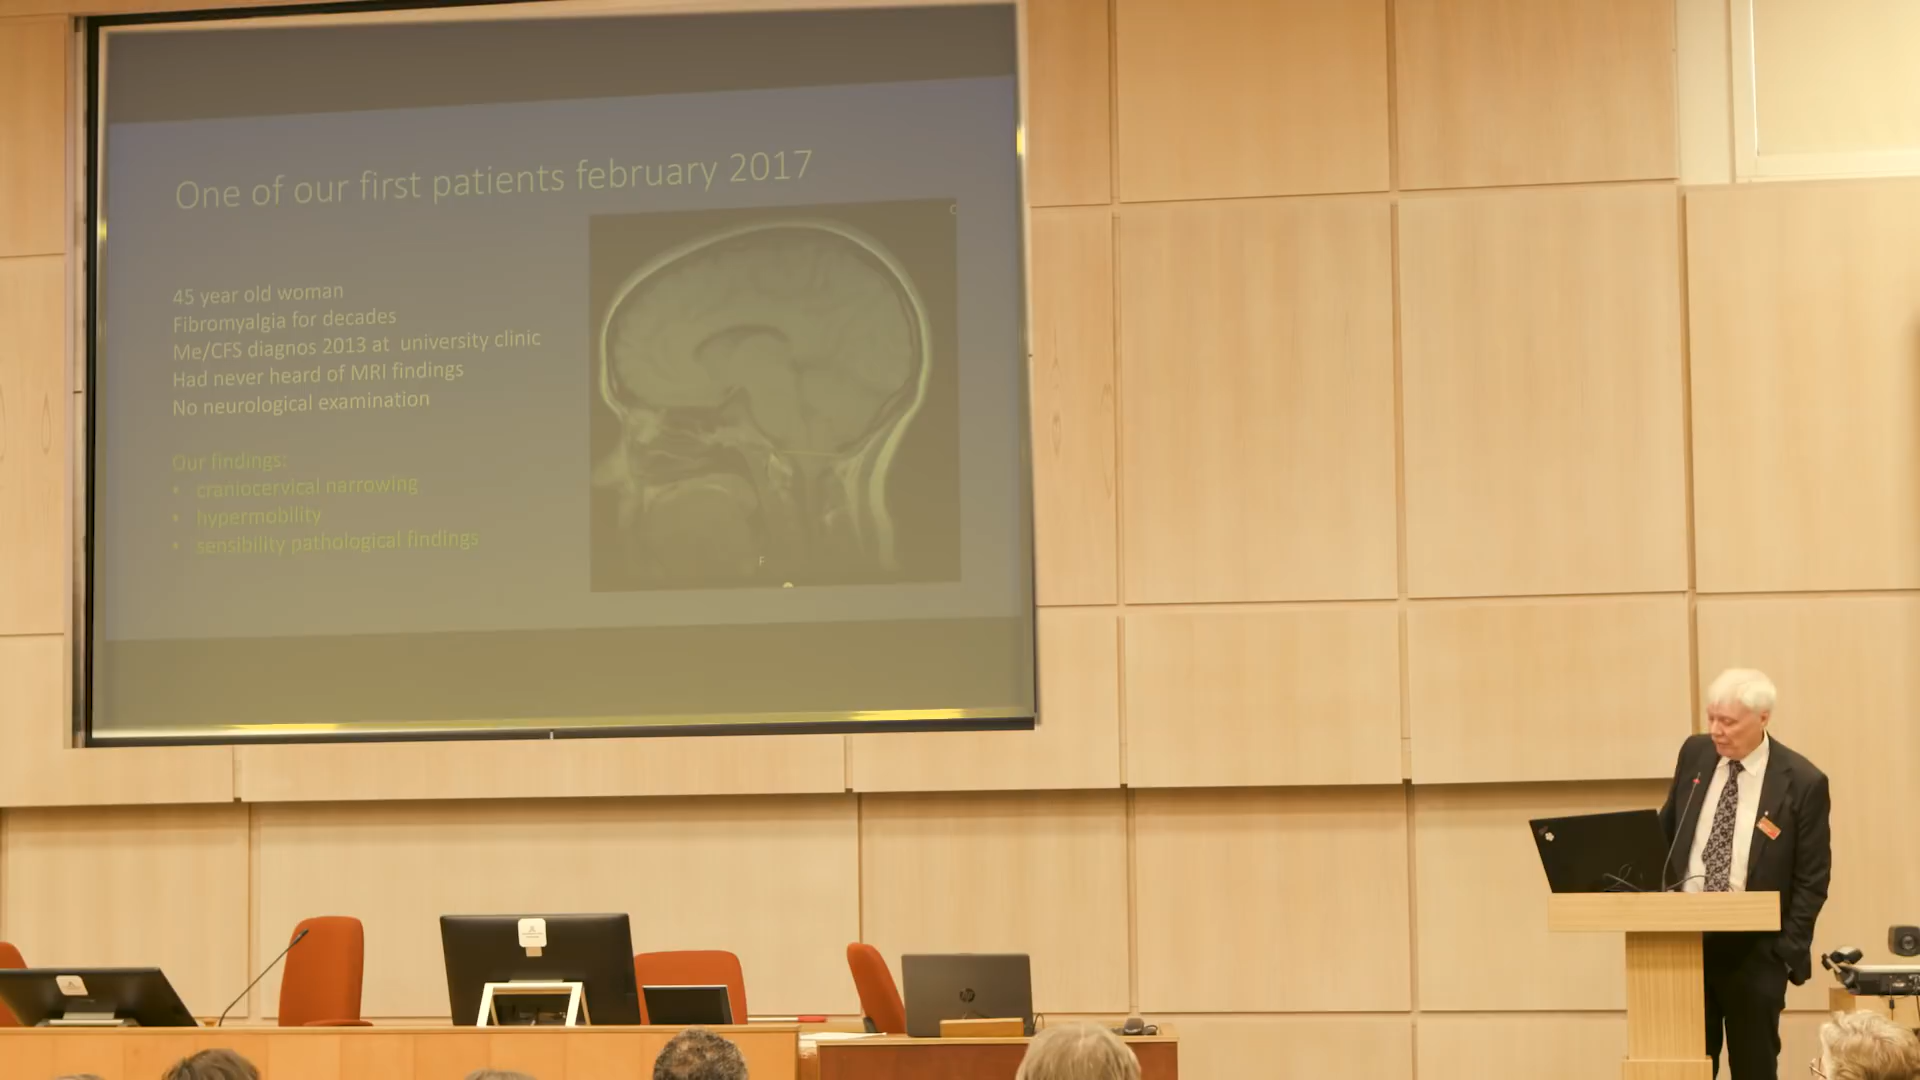 One of our first patients february 2017
45 year old woman
Fibromyalgia for decades
Me/CFS diagnos 2013 at university clinic
Had never heard of MRI findings
No neurological examination
Our findings:
• craniocervical narrowing
• hypermobility
• sensibility pathological findings
F
hp